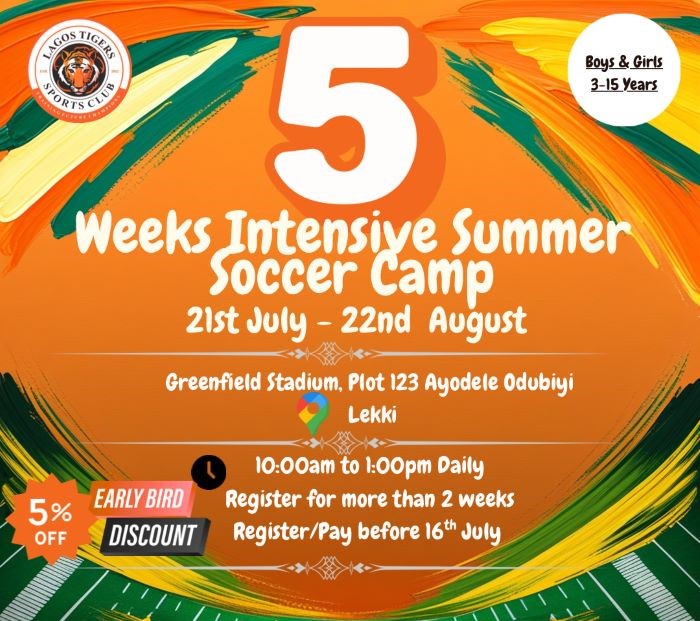 LAGOS TIGERS
SPORTS CLUB
5
Boys & Girls
3-15 Years
Weeks Intensive Summer
Soccer Camp
21st July - 22nd August
Greenfield Stadium, Plot 123 Ayodele Odubiyi
Lekki
10:00am to 1:00pm Daily
Register for more than 2 weeks
Register/Pay before 16th July
5%
OFF
EARLY BIRD
DISCOUNT